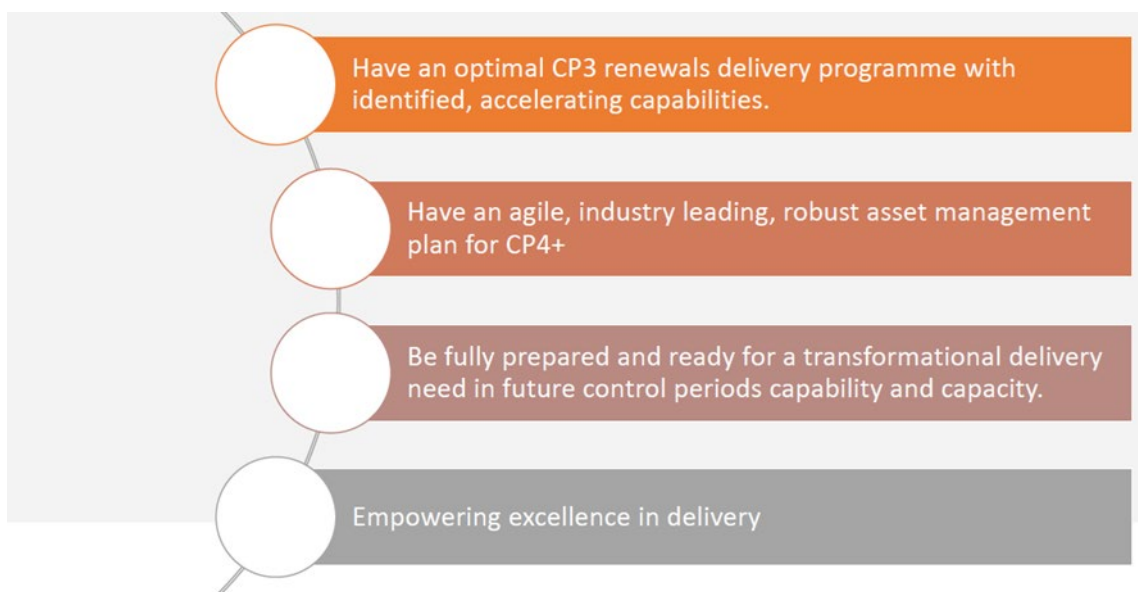 Have an optimal CP3 renewals delivery programme with
identified, accelerating capabilities.
Have an agile, industry leading, robust asset management
plan for CP4+
Be fully prepared and ready for a transformational delivery
need in future control periods capability and capacity.
Empowering excellence in delivery